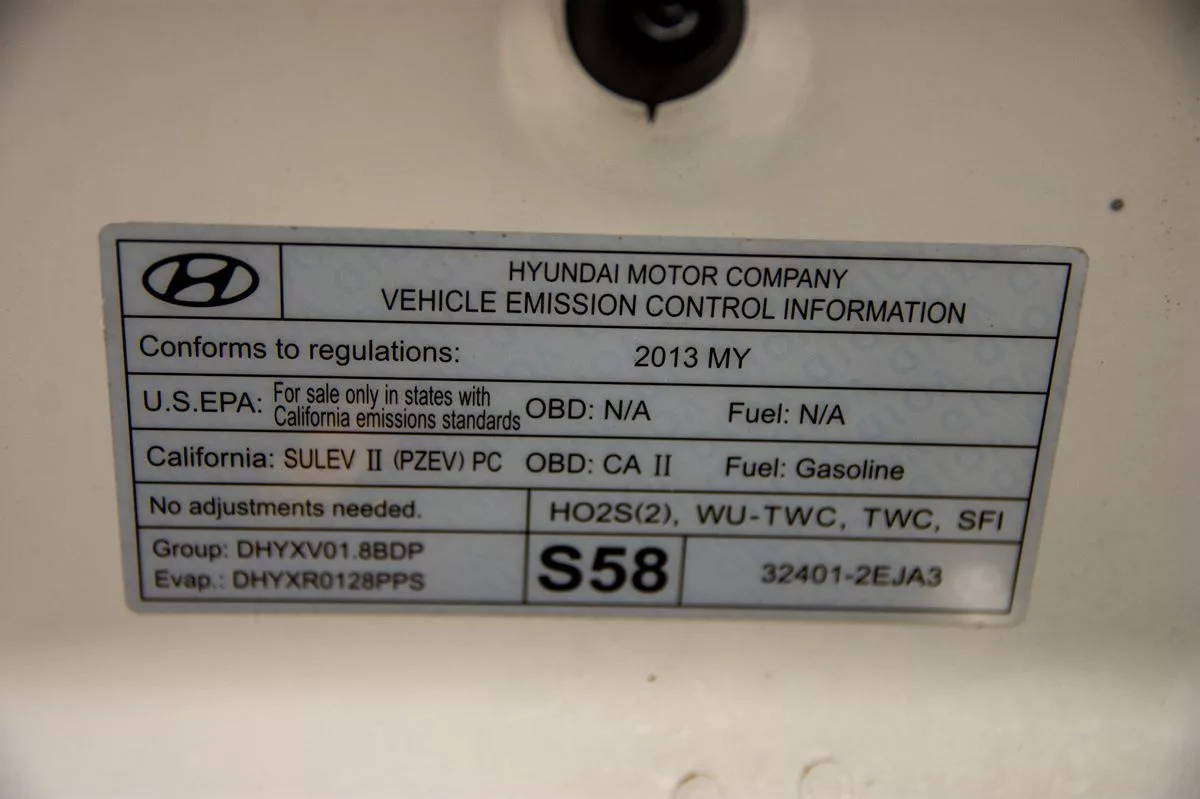 HYUNDAI MOTOR COMPANY
VEHICLE EMISSION CONTROL INFORMATION
Conforms to regulations: 2013 MY
U.S.EPA: For sale only in states with California emissions standards OBD: N/A Fuel: N/A
California: SULEV II (PZEV) PC OBD: CA II Fuel: Gasoline
No adjustments needed. HO2S(2), WU-TWC, TWC, SFI
Group: DHYXV01.8BDP
Evap.: DHYXR0128PPS
S58
32401-2EJA3